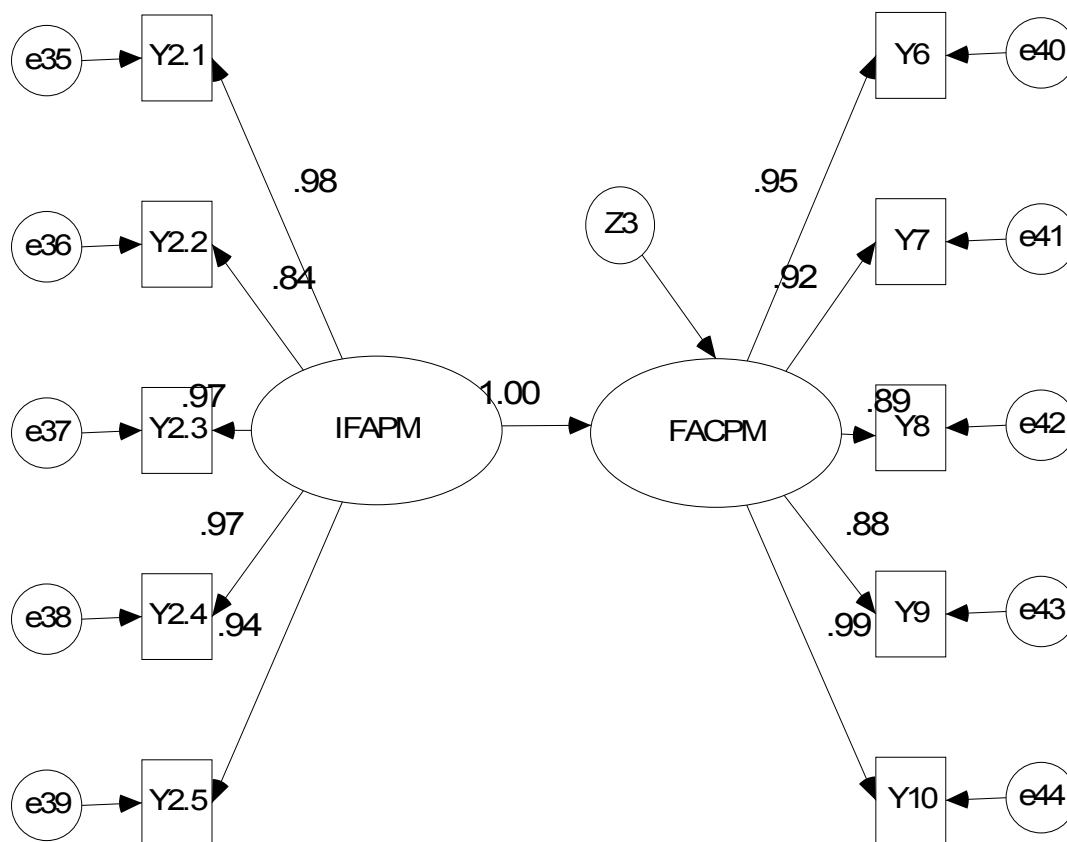 e35
Y2.1
Y6
e40
.98
.95
e36
Y2.2
Z3
Y7
e41
.84
.92
e37
Y2.3
.97
IFAPM
1.00
FACPM
.89
Y8
e42
.97
.88
e38
Y2.4
.94
.99
Y9
e43
e39
Y2.5
Y10
e44